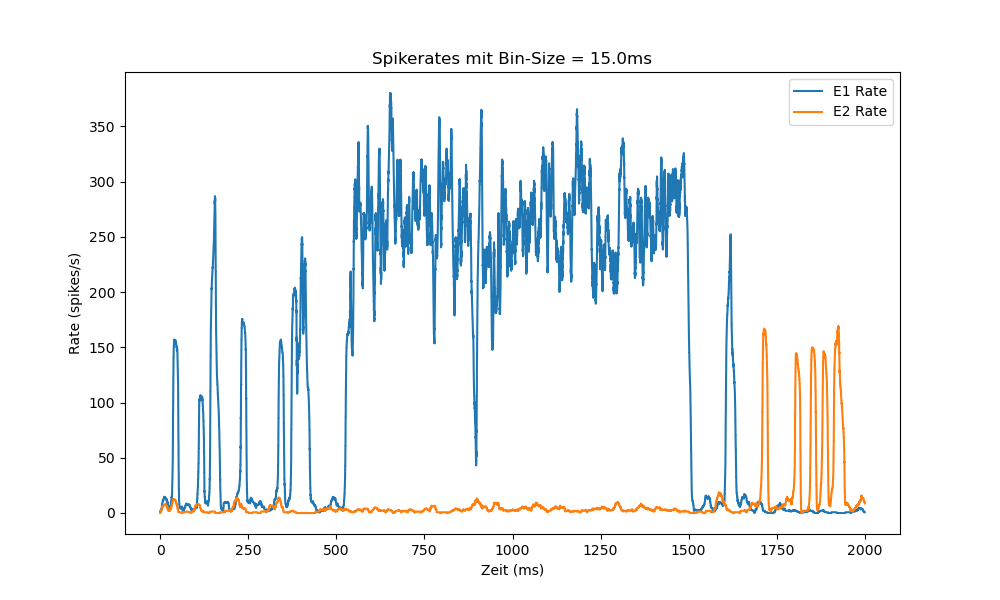 Spikerates mit Bin-Size = 15.0ms
E1 Rate
E2 Rate
Rate (spikes/s)
350
300
250
200
150
100
50
0
0 250 500 750 1000 1250 1500 1750 2000
Zeit (ms)